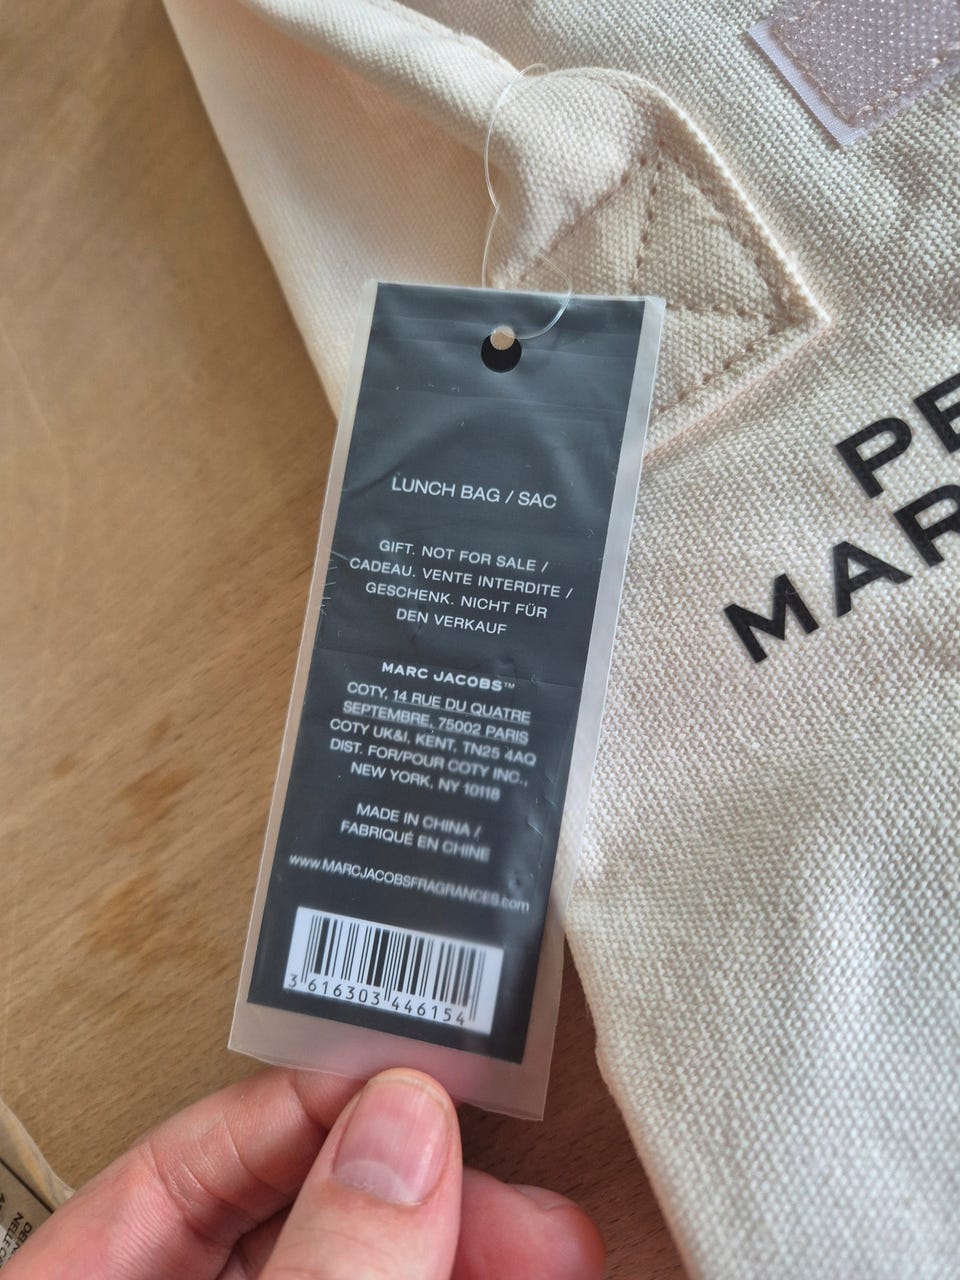 LUNCH BAG / SAC
GIFT. NOT FOR SALE /
CADEAU. VENTE INTERDITE /
GESCHENK. NICHT FÜR
DEN VERKAUF
MARC JACOBS™
COTY, 14 RUE DU QUATRE
SEPTEMBRE, 75002 PARIS
COTY UK&I, KENT, TN25 4AQ
DIST. FOR/POUR COTY INC.,
NEW YORK, NY 10118
MADE IN CHINA /
FABRIQUÉ EN CHINE
www.MARCJACOBSFRAGRANCES.com
3 616303 446154
PE
MAR